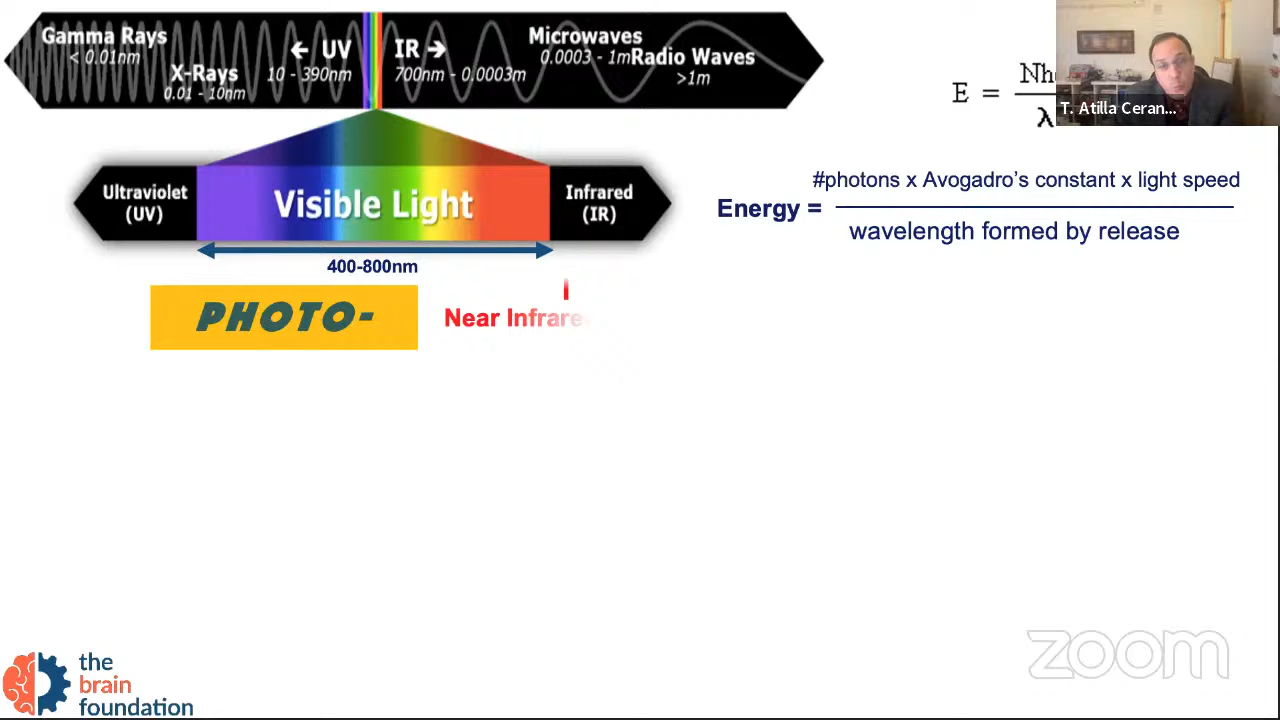 Gamma Rays
< 0.01nm
X-Rays
0.01 - 10nm
← UV
10 - 390nm
IR →
700nm - 0.0003m
Microwaves
0.0003 - 1m
Radio Waves
>1m
E =
λ
T. Atilla Ceran...
Ultraviolet
(UV)
Visible Light
Infrared
(IR)
400-800nm
#photons x Avogadro's constant x light speed
Energy =
wavelength formed by release
PHOTO-
Near Infrare
zoom
the
brain
foundation